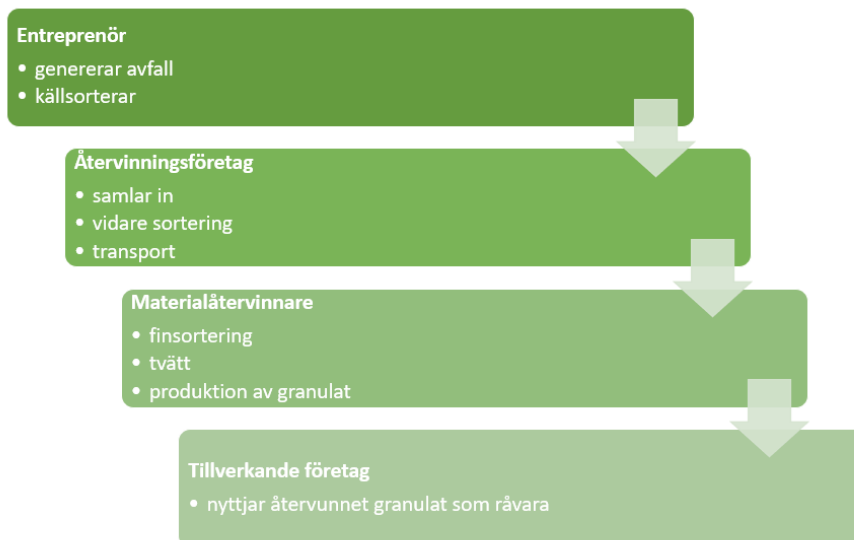 Entreprenör
• genererar avfall
• källsorterar
Återvinningsföretag
• samlar in
• vidare sortering
• transport
Materialåtervinnare
• finsortering
• tvätt
• produktion av granulat
Tillverkande företag
• nyttjar återvunnet granulat som råvara